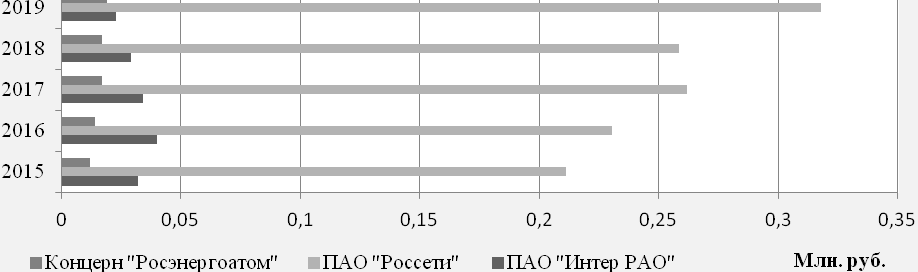 2019
2018
2017
2016
2015
0 0,05 0,1 0,15 0,2 0,25 0,3 0,35
Концерн "Росэнергоатом" ПАО "Россети" ПАО "Интер РАО" Млн. руб.